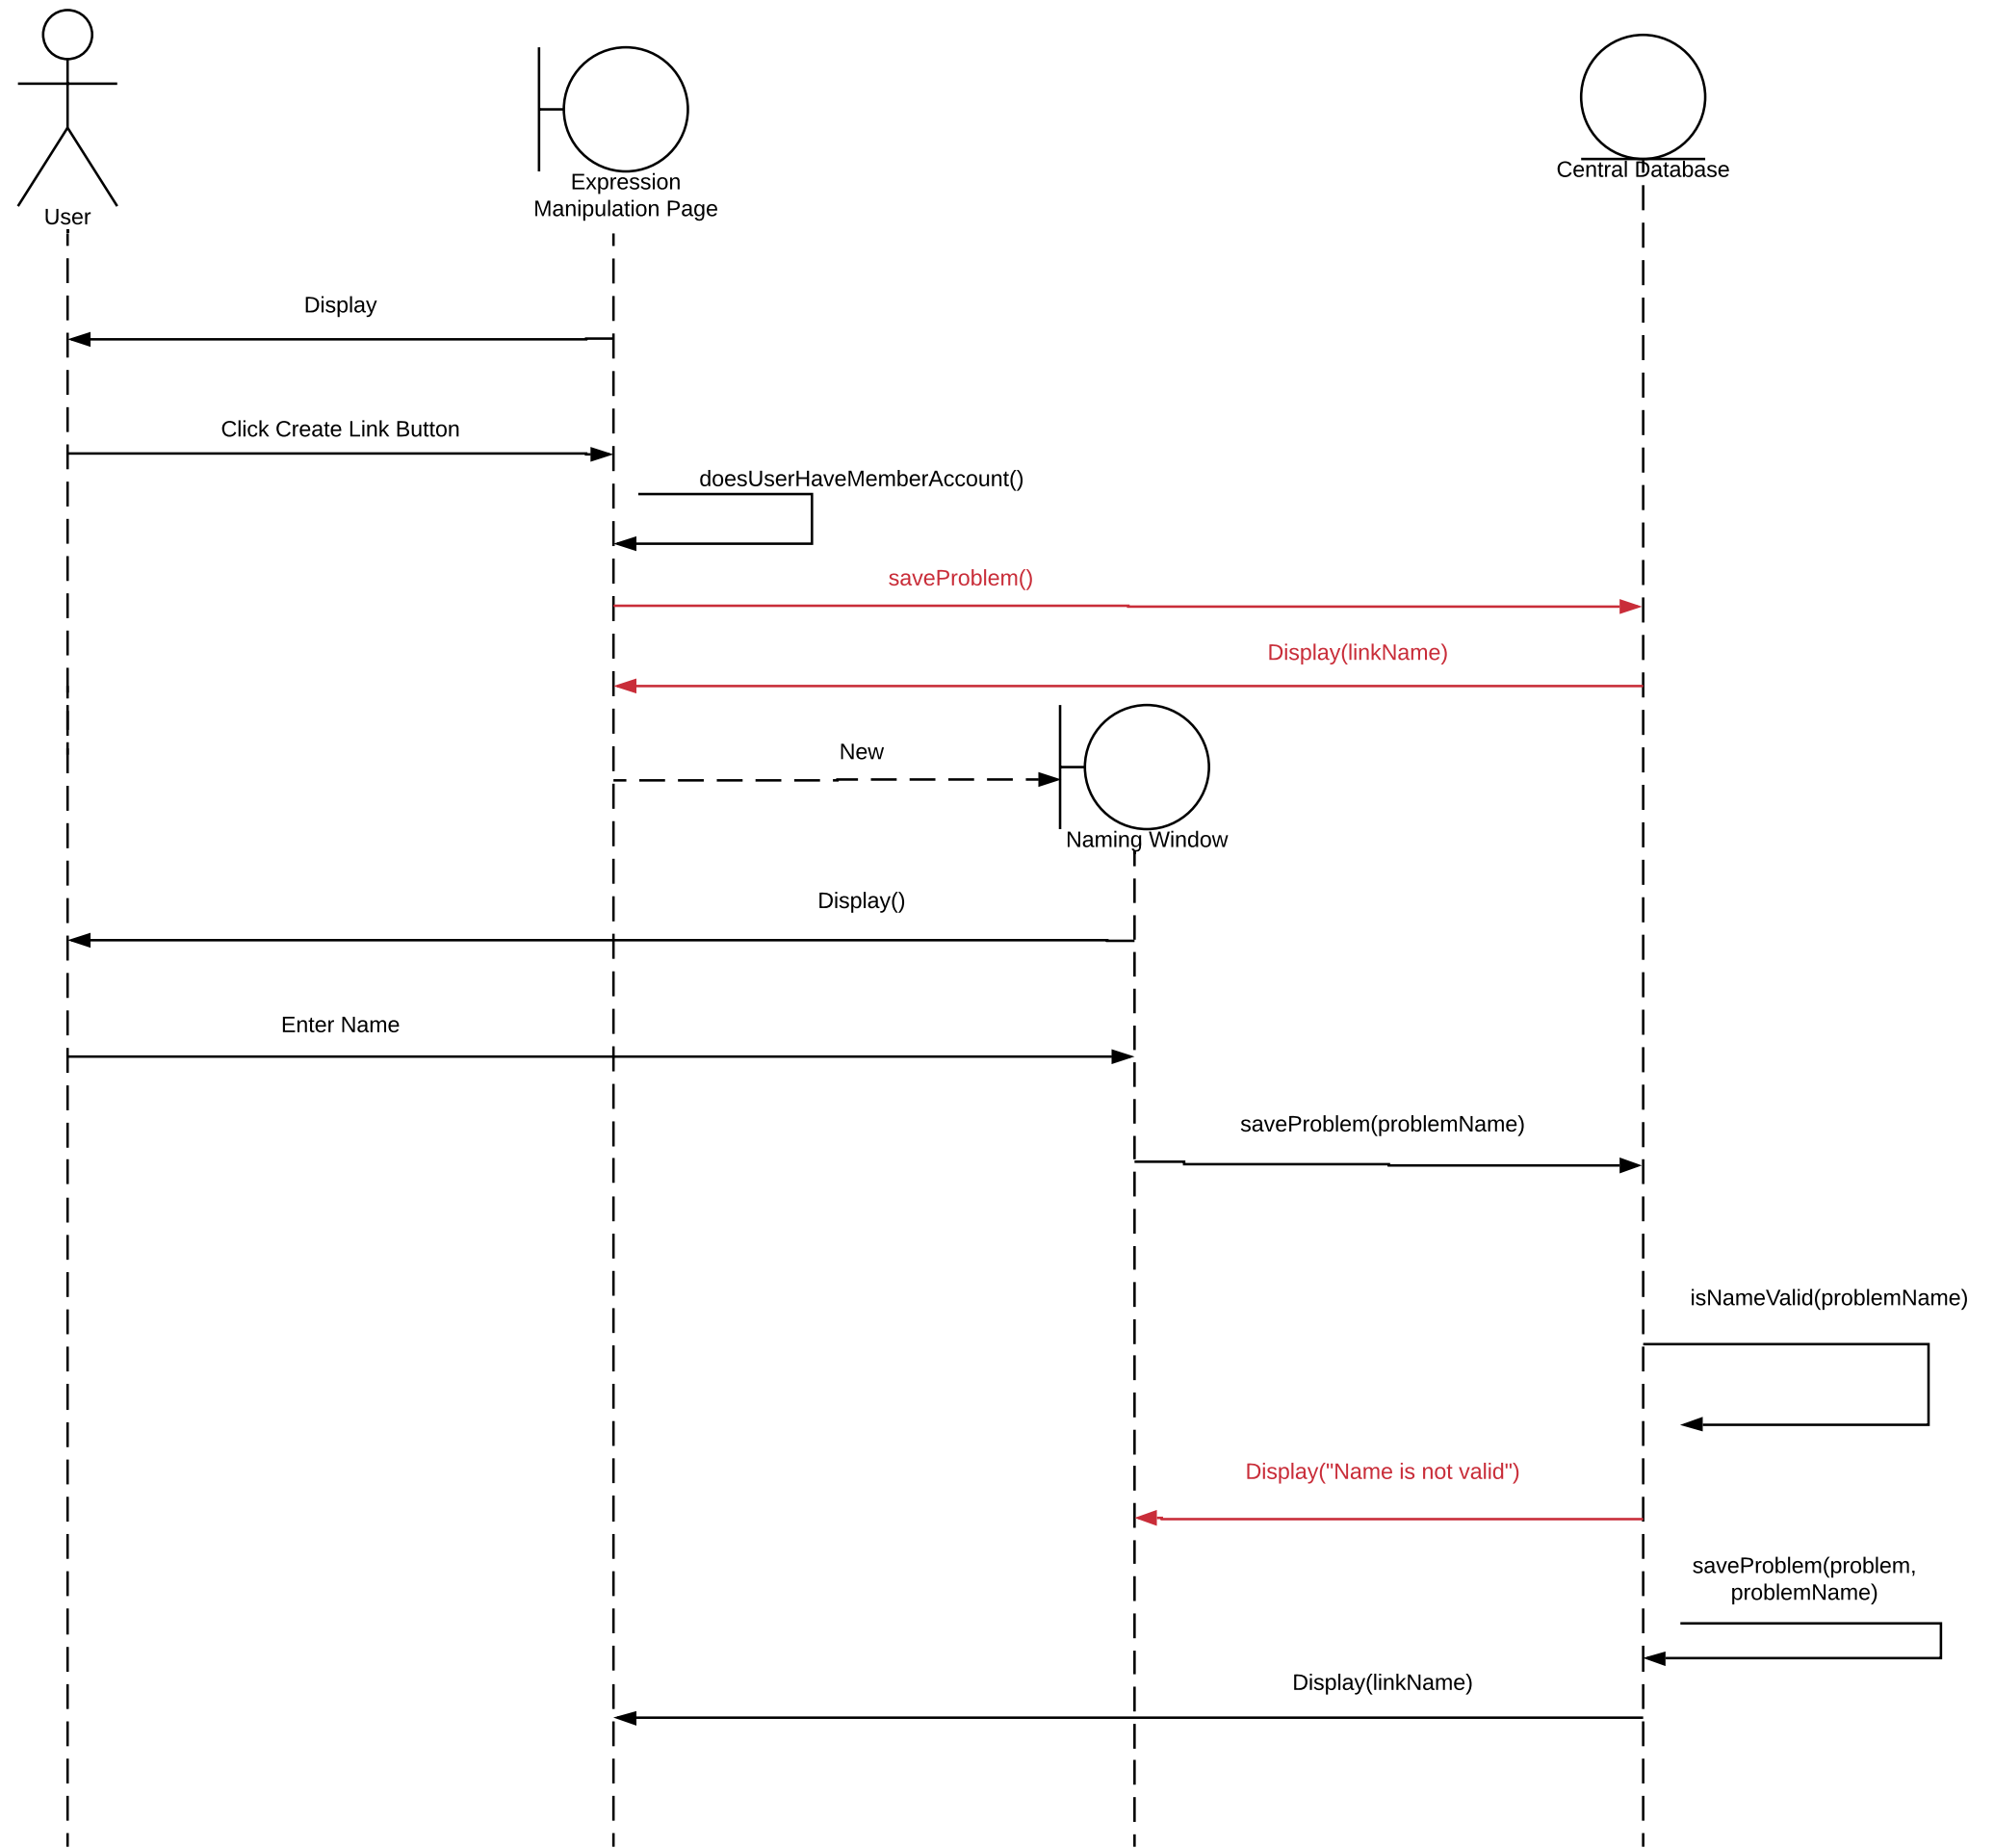 User
Expression
Manipulation Page
Central Database
Display
Click Create Link Button
doesUserHaveMemberAccount()
saveProblem()
Display(linkName)
New
Naming Window
Display()
Enter Name
saveProblem(problemName)
isNameValid(problemName)
Display("Name is not valid")
saveProblem(problem,
problemName)
Display(linkName)